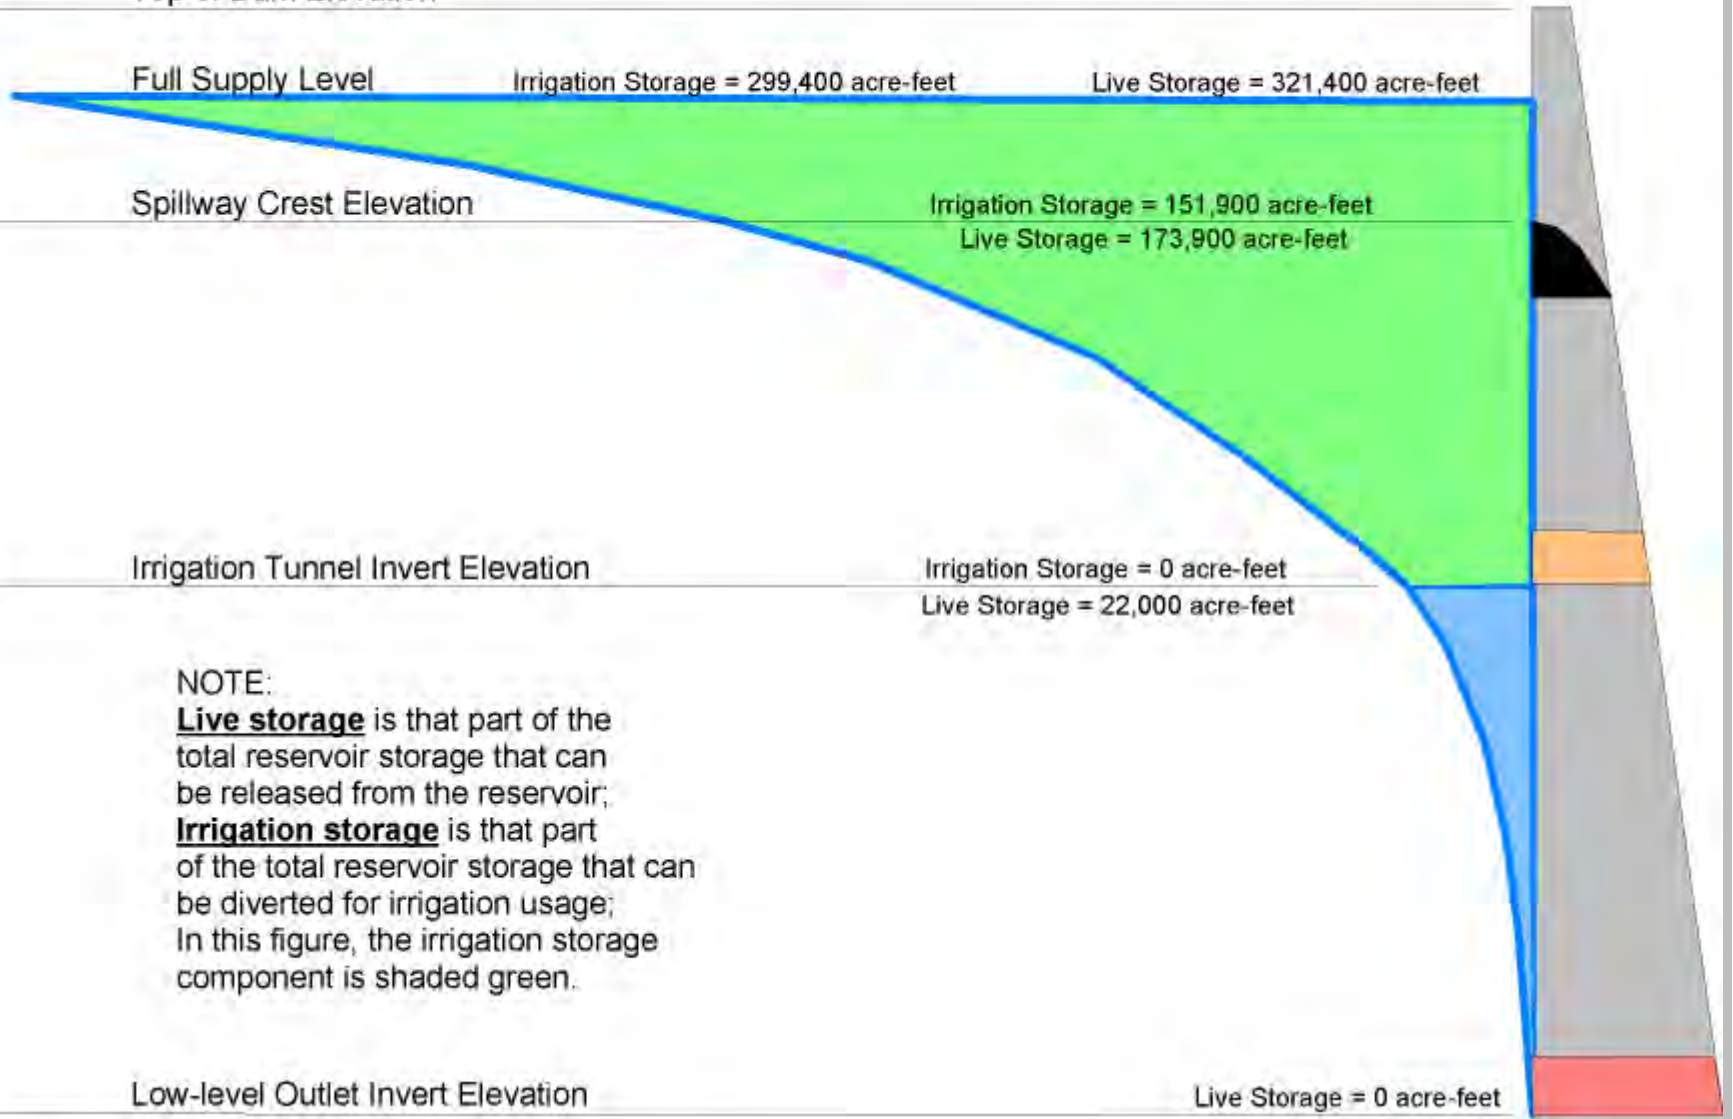 Full Supply Level Irrigation Storage = 299,400 acre-feet Live Storage = 321,400 acre-feet
Spillway Crest Elevation Irrigation Storage = 151,900 acre-feet
Live Storage = 173,900 acre-feet
Irrigation Tunnel Invert Elevation Irrigation Storage = 0 acre-feet
Live Storage = 22,000 acre-feet
NOTE:
Live storage is that part of the
total reservoir storage that can
be released from the reservoir;
Irrigation storage is that part
of the total reservoir storage that can
be diverted for irrigation usage;
In this figure, the irrigation storage
component is shaded green.
Low-level Outlet Invert Elevation Live Storage = 0 acre-feet